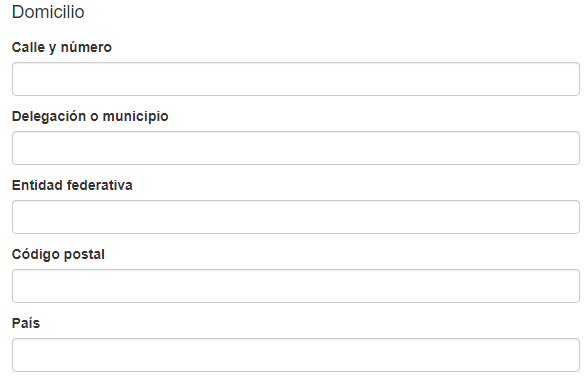 Domicilio
Calle y número
Delegación o municipio
Entidad federativa
Código postal
País